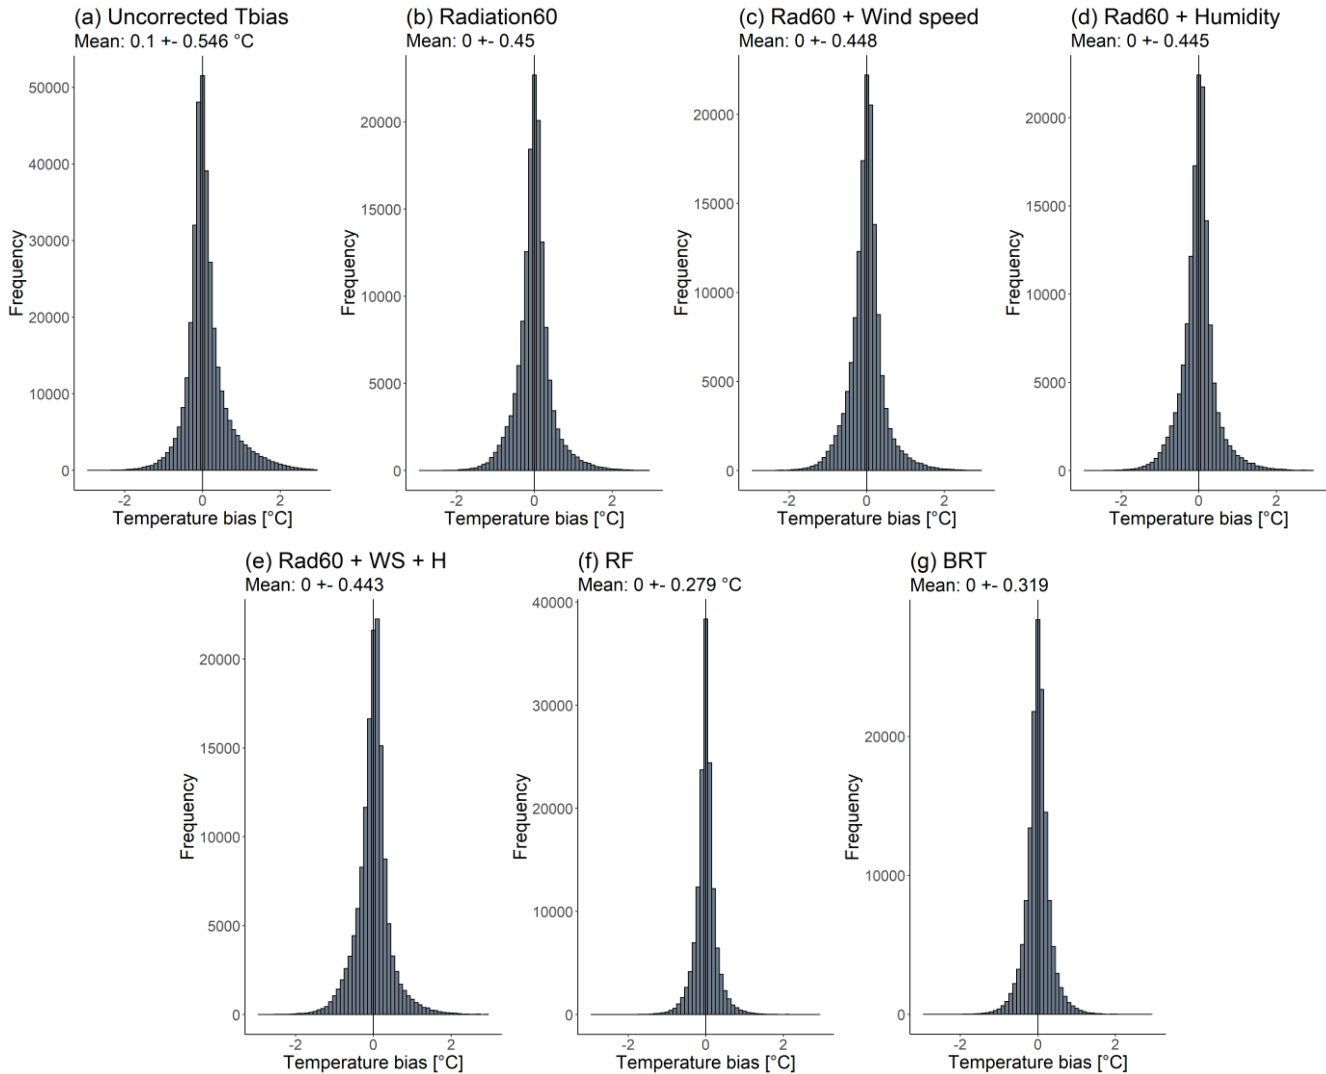 (a) Uncorrected Tbias
Mean: 0.1 +- 0.546 °C
50000
40000
30000
20000
10000
0
Frequency
-2 0 2
Temperature bias [°C]
(b) Radiation60
Mean: 0 +- 0.45
20000
15000
10000
5000
0
Frequency
-2 0 2
Temperature bias [°C]
(c) Rad60 + Wind speed
Mean: 0 +- 0.448
20000
15000
10000
5000
0
Frequency
-2 0 2
Temperature bias [°C]
(d) Rad60 + Humidity
Mean: 0 +- 0.445
20000
15000
10000
5000
0
Frequency
-2 0 2
Temperature bias [°C]
(e) Rad60 + WS + H
Mean: 0 +- 0.443
20000
15000
10000
5000
0
Frequency
-2 0 2
Temperature bias [°C]
(f) RF
Mean: 0 +- 0.279 °C
40000
30000
20000
10000
0
Frequency
-2 0 2
Temperature bias [°C]
(g) BRT
Mean: 0 +- 0.319
20000
10000
0
Frequency
-2 0 2
Temperature bias [°C]